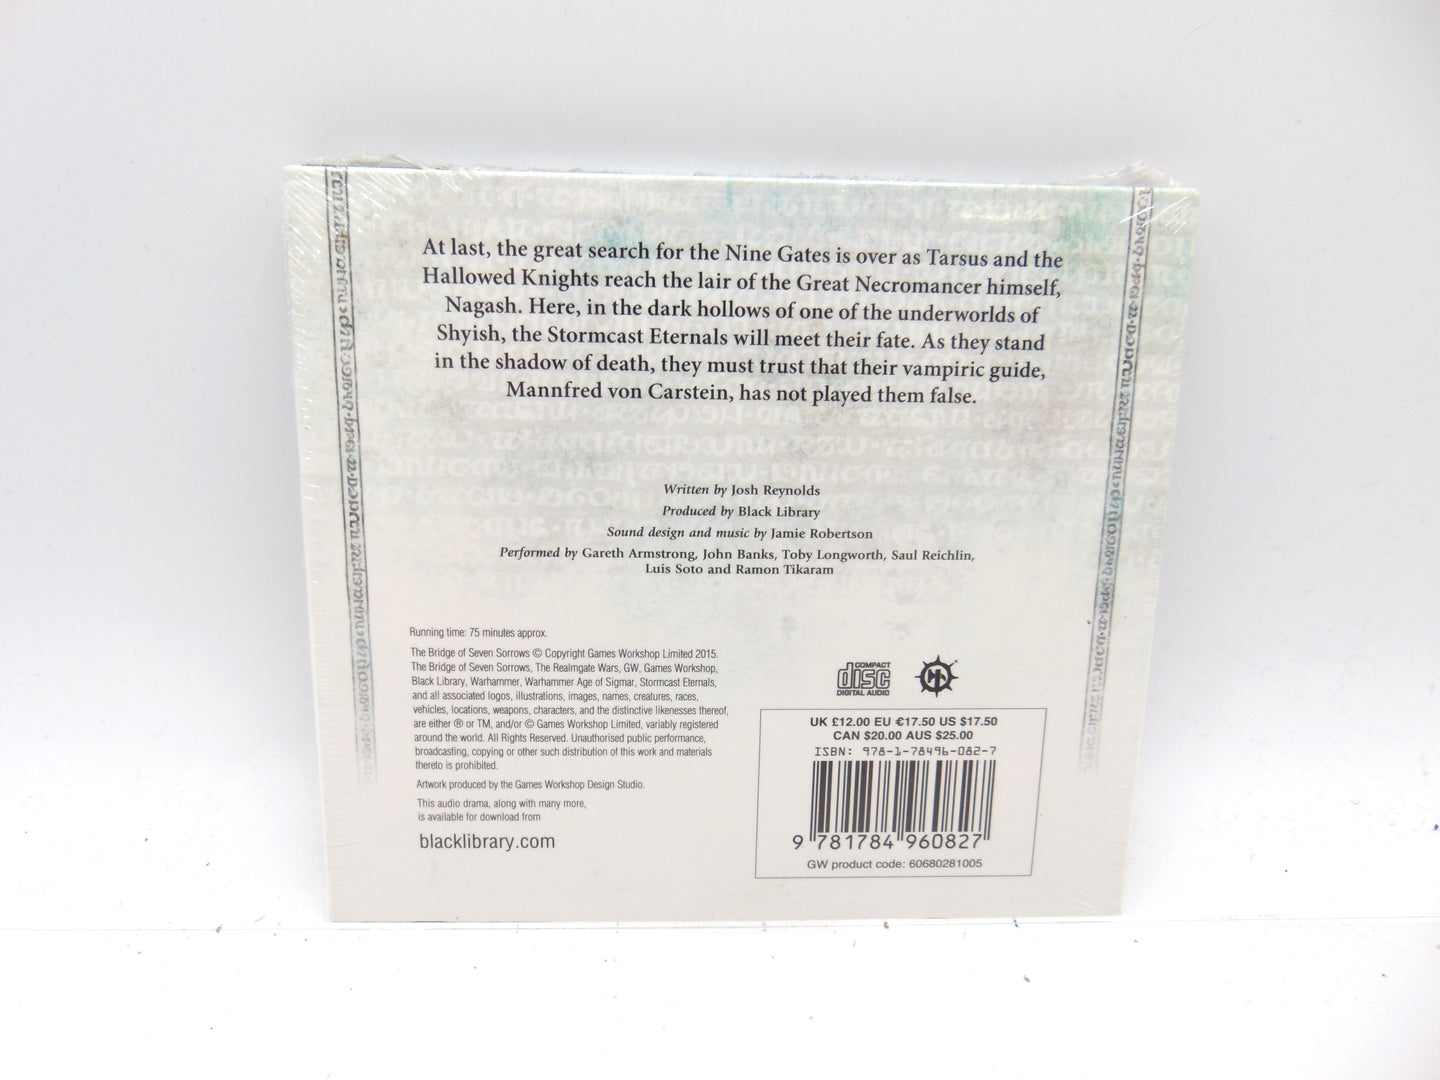 At last, the great search for the Nine Gates is over as Tarsus and the
Hallowed Knights reach the lair of the Great Necromancer himself,
Nagash. Here, in the dark hollows of one of the underworlds of
Shyish, the Stormcast Eternals will meet their fate. As they stand
in the shadow of death, they must trust that their vampiric guide,
Mannfred von Carstein, has not played them false.
Written by Josh Reynolds
Produced by Black Library
Sound design and music by Jamie Robertson
Performed by Gareth Armstrong, John Banks, Toby Longworth, Saul Reichlin,
Luis Soto and Ramon Tikaram
Running time: 75 minutes approx.
The Bridge of Seven Sorrows © Copyright Games Workshop Limited 2015.
The Bridge of Seven Sorrows, The Realmgate Wars, GW, Games Workshop,
Black Library, Warhammer, Warhammer Age of Sigmar, Stormcast Eternals,
and all associated logos, illustrations, images, names, creatures, races,
vehicles, locations, weapons, characters, and the distinctive likenesses thereof,
are either ® or TM, and/or © Games Workshop Limited, variably registered
around the world. All Rights Reserved. Unauthorised public performance,
broadcasting, copying or other such distribution of this work and materials
thereto is prohibited.
Artwork produced by the Games Workshop Design Studio.
This audio drama, along with many more,
is available for download from
blacklibrary.com
COMPACT
disc
DIGITAL AUDIO
UK £12.00 EU €17.50 US $17.50
CAN $20.00 AUS $25.00
ISBN: 978-1-78496-082-7
9 781784 960827
GW product code: 60680281005